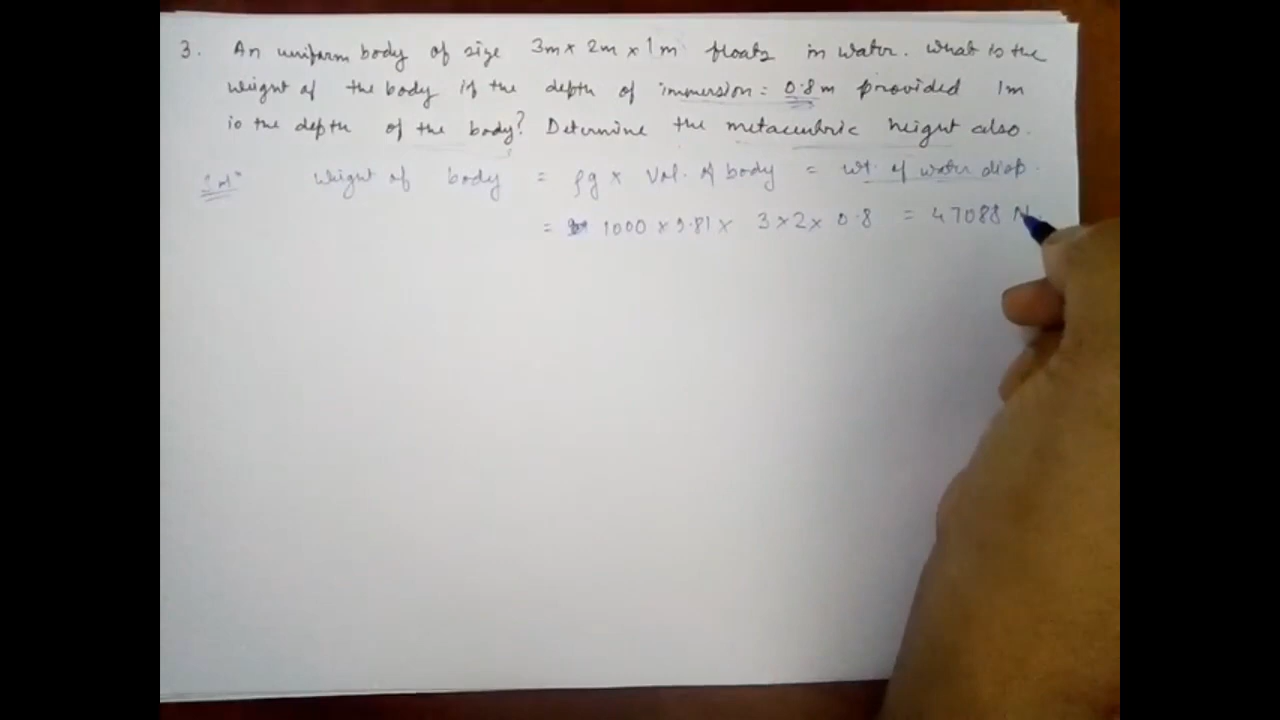 3. An uniform body of size 3m × 2m × 1m floats in water. What is the
weight of the body if the depth of immersion = 0.8m provided 1m
is the depth of the body? Determine the metacentric height also.
Solⁿ weight of body = ρg × Vol. of body = wt. of water disp.
= 1000 × 9.81 × 3 × 2 × 0.8 = 47088 N.